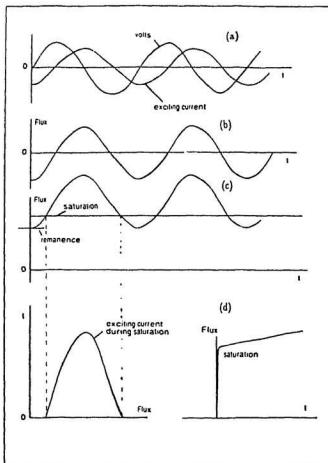 volts
(a)
0
t
exciting current
Flux
(b)
0
t
Flux
(c)
saturation
remanence
0
t
I
exciting current
during saturation
0
Flux
(d)
Flux
saturation
I